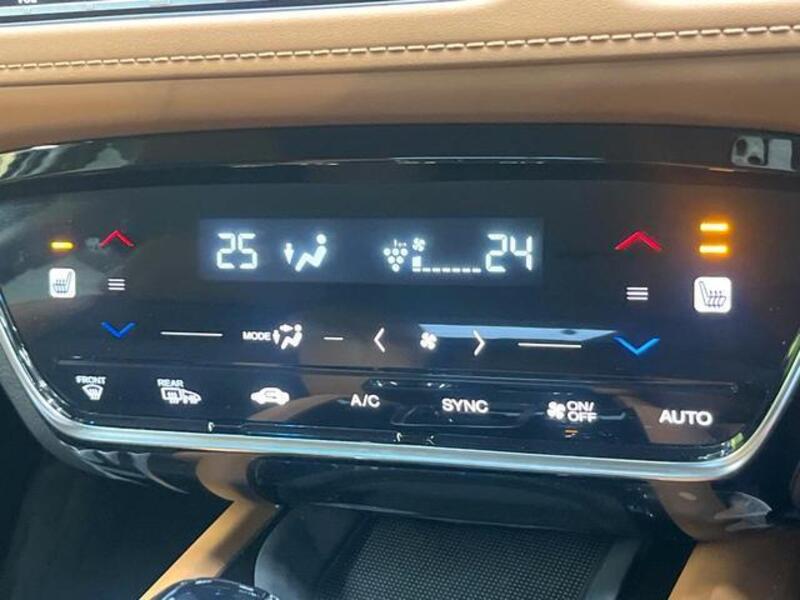 25 24
MODE
FRONT REAR A/C SYNC ON/OFF AUTO